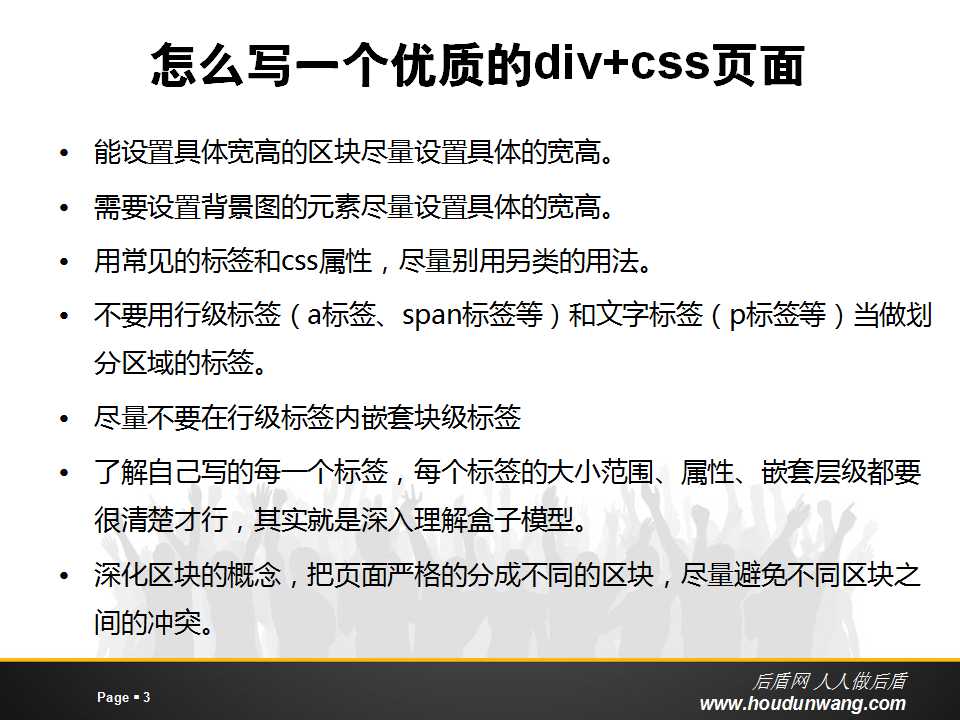 怎么写一个优质的div+css页面
• 能设置具体宽高的区块尽量设置具体的宽高。
• 需要设置背景图的元素尽量设置具体的宽高。
• 用常见的标签和css属性，尽量别用另类的用法。
• 不要用行级标签（a标签、span标签等）和文字标签（p标签等）当做划
分区域的标签。
• 尽量不要在行级标签内嵌套块级标签
• 了解自己写的每一个标签，每个标签的大小范围、属性、嵌套层级都要
很清楚才行，其实就是深入理解盒子模型。
• 深化区块的概念，把页面严格的分成不同的区块，尽量避免不同区块之
间的冲突。
Page ▪ 3
后盾网 人人做后盾
www.houdunwang.com